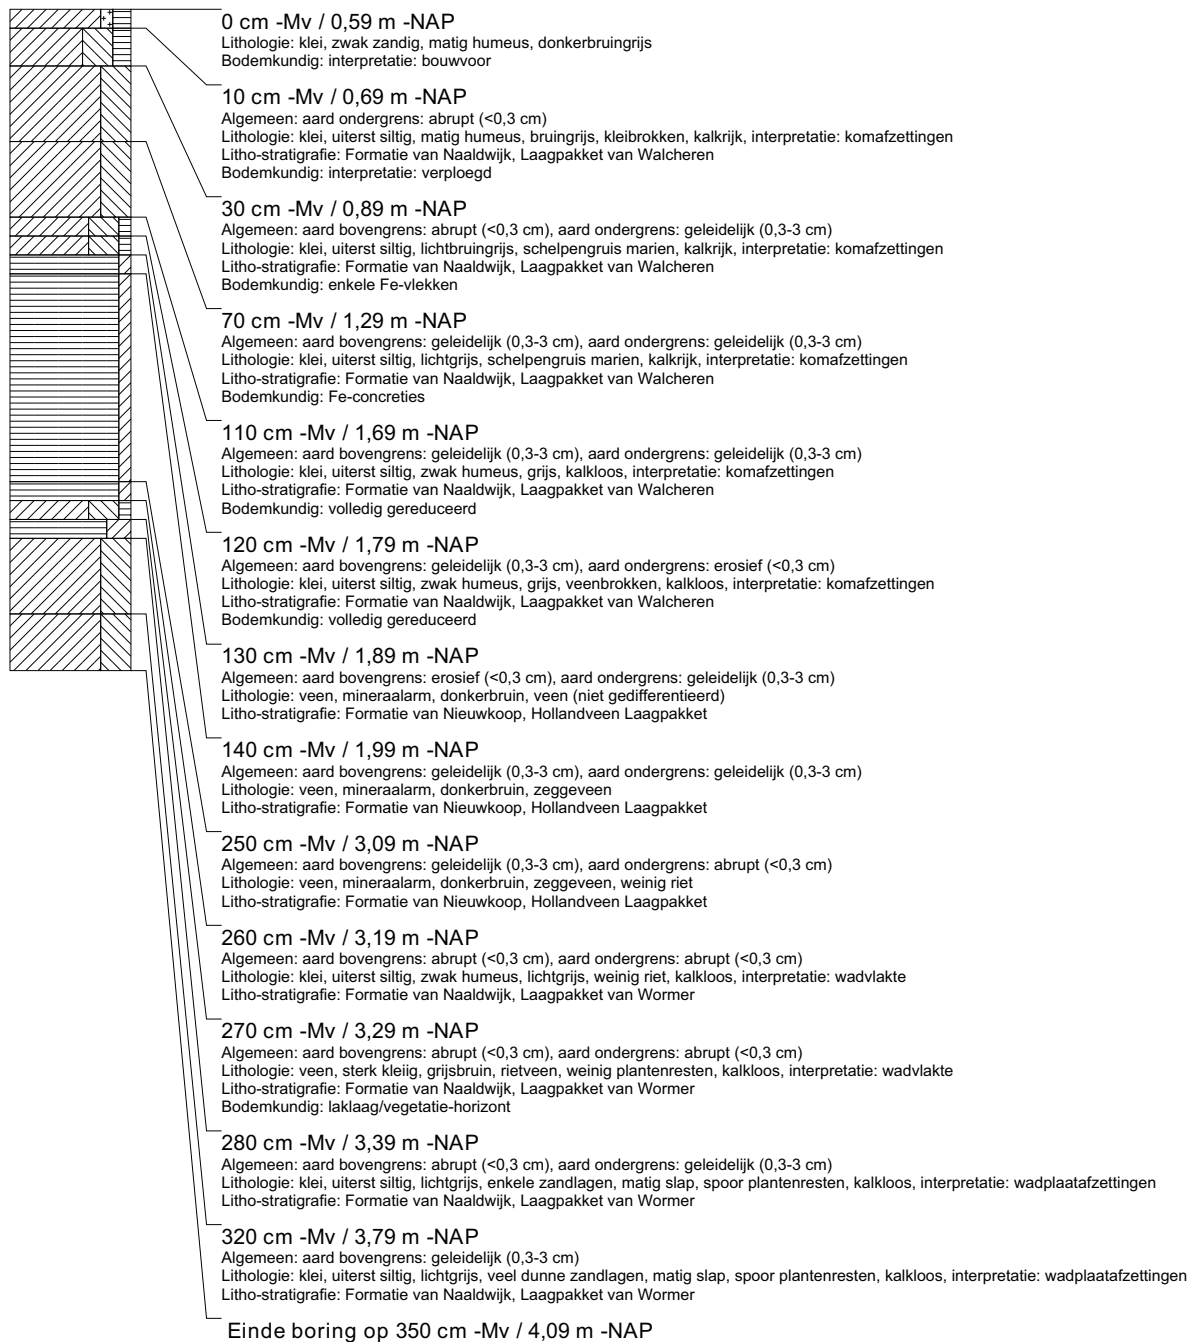 0 cm -Mv / 0,59 m -NAP
Lithologie: klei, zwak zandig, matig humeus, donkerbruingrijs
Bodemkundig: interpretatie: bouwvoor
10 cm -Mv / 0,69 m -NAP
Algemeen: aard ondergrens: abrupt (<0,3 cm)
Lithologie: klei, uiterst siltig, matig humeus, bruingrijs, kleibrokken, kalkrijk, interpretatie: komafzettingen
Litho-stratigrafie: Formatie van Naaldwijk, Laagpakket van Walcheren
Bodemkundig: interpretatie: verploegd
30 cm -Mv / 0,89 m -NAP
Algemeen: aard bovengrens: abrupt (<0,3 cm), aard ondergrens: geleidelijk (0,3-3 cm)
Lithologie: klei, uiterst siltig, lichtbruingrijs, schelpengruis marien, kalkrijk, interpretatie: komafzettingen
Litho-stratigrafie: Formatie van Naaldwijk, Laagpakket van Walcheren
Bodemkundig: enkele Fe-vlekken
70 cm -Mv / 1,29 m -NAP
Algemeen: aard bovengrens: geleidelijk (0,3-3 cm), aard ondergrens: geleidelijk (0,3-3 cm)
Lithologie: klei, uiterst siltig, lichtgrijs, schelpengruis marien, kalkrijk, interpretatie: komafzettingen
Litho-stratigrafie: Formatie van Naaldwijk, Laagpakket van Walcheren
Bodemkundig: Fe-concreties
110 cm -Mv / 1,69 m -NAP
Algemeen: aard bovengrens: geleidelijk (0,3-3 cm), aard ondergrens: geleidelijk (0,3-3 cm)
Lithologie: klei, uiterst siltig, zwak humeus, grijs, kalkloos, interpretatie: komafzettingen
Litho-stratigrafie: Formatie van Naaldwijk, Laagpakket van Walcheren
Bodemkundig: volledig gereduceerd
120 cm -Mv / 1,79 m -NAP
Algemeen: aard bovengrens: geleidelijk (0,3-3 cm), aard ondergrens: erosief (<0,3 cm)
Lithologie: klei, uiterst siltig, zwak humeus, grijs, veenbrokken, kalkloos, interpretatie: komafzettingen
Litho-stratigrafie: Formatie van Naaldwijk, Laagpakket van Walcheren
Bodemkundig: volledig gereduceerd
130 cm -Mv / 1,89 m -NAP
Algemeen: aard bovengrens: erosief (<0,3 cm), aard ondergrens: geleidelijk (0,3-3 cm)
Lithologie: veen, mineraalarm, donkerbruin, veen (niet gedifferentieerd)
Litho-stratigrafie: Formatie van Nieuwkoop, Hollandveen Laagpakket
140 cm -Mv / 1,99 m -NAP
Algemeen: aard bovengrens: geleidelijk (0,3-3 cm), aard ondergrens: geleidelijk (0,3-3 cm)
Lithologie: veen, mineraalarm, donkerbruin, zeggeveen
Litho-stratigrafie: Formatie van Nieuwkoop, Hollandveen Laagpakket
250 cm -Mv / 3,09 m -NAP
Algemeen: aard bovengrens: geleidelijk (0,3-3 cm), aard ondergrens: abrupt (<0,3 cm)
Lithologie: veen, mineraalarm, donkerbruin, zeggeveen, weinig riet
Litho-stratigrafie: Formatie van Nieuwkoop, Hollandveen Laagpakket
260 cm -Mv / 3,19 m -NAP
Algemeen: aard bovengrens: abrupt (<0,3 cm), aard ondergrens: abrupt (<0,3 cm)
Lithologie: klei, uiterst siltig, zwak humeus, lichtgrijs, weinig riet, kalkloos, interpretatie: wadvlakte
Litho-stratigrafie: Formatie van Naaldwijk, Laagpakket van Wormer
270 cm -Mv / 3,29 m -NAP
Algemeen: aard bovengrens: abrupt (<0,3 cm), aard ondergrens: abrupt (<0,3 cm)
Lithologie: veen, sterk kleiig, grijsbruin, rietveen, weinig plantenresten, kalkloos, interpretatie: wadvlakte
Litho-stratigrafie: Formatie van Naaldwijk, Laagpakket van Wormer
Bodemkundig: laklaag/vegetatie-horizont
280 cm -Mv / 3,39 m -NAP
Algemeen: aard bovengrens: abrupt (<0,3 cm), aard ondergrens: geleidelijk (0,3-3 cm)
Lithologie: klei, uiterst siltig, lichtgrijs, enkele zandlagen, matig slap, spoor plantenresten, kalkloos, interpretatie: wadplaatafzettingen
Litho-stratigrafie: Formatie van Naaldwijk, Laagpakket van Wormer
320 cm -Mv / 3,79 m -NAP
Algemeen: aard bovengrens: geleidelijk (0,3-3 cm)
Lithologie: klei, uiterst siltig, lichtgrijs, veel dunne zandlagen, matig slap, spoor plantenresten, kalkloos, interpretatie: wadplaatafzettingen
Litho-stratigrafie: Formatie van Naaldwijk, Laagpakket van Wormer
Einde boring op 350 cm -Mv / 4,09 m -NAP